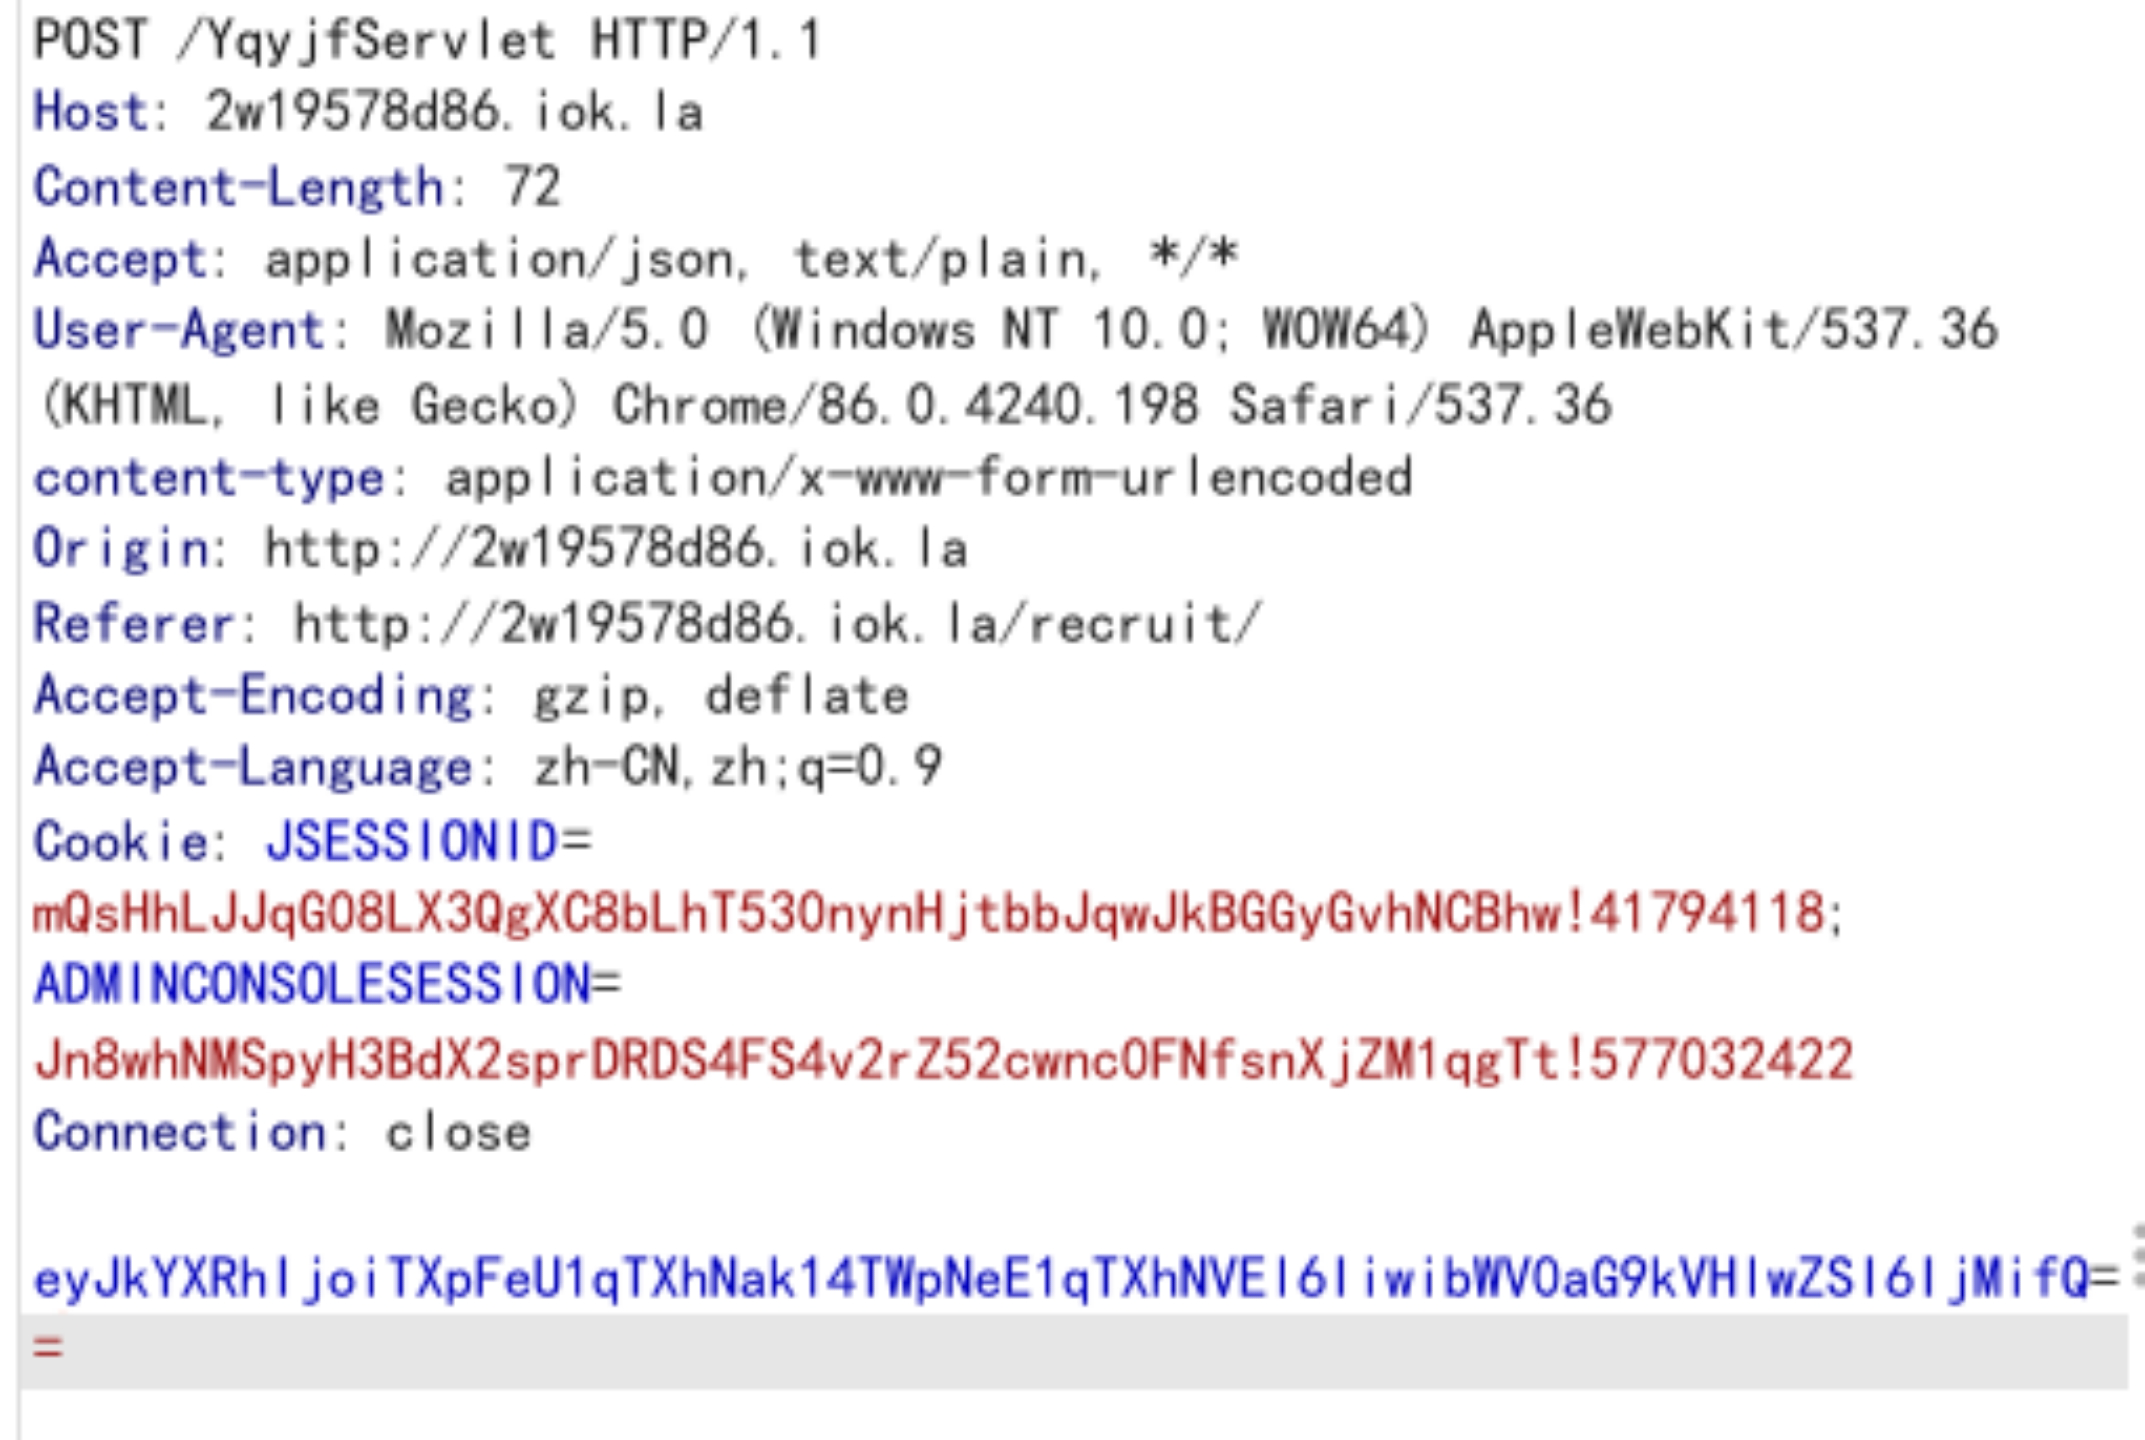 POST /YqyjfServlet HTTP/1.1
Host: 2w19578d86.iok.la
Content-Length: 72
Accept: application/json, text/plain, */*
User-Agent: Mozilla/5.0 (Windows NT 10.0; WOW64) AppleWebKit/537.36
(KHTML, like Gecko) Chrome/86.0.4240.198 Safari/537.36
content-type: application/x-www-form-urlencoded
Origin: http://2w19578d86.iok.la
Referer: http://2w19578d86.iok.la/recruit/
Accept-Encoding: gzip, deflate
Accept-Language: zh-CN,zh;q=0.9
Cookie: JSESSIONID=
mQsHhLJJqG08LX3QgXC8bLhT530nynHjtbbJqwJkBGGyGvhNCBhw!41794118;
ADMINCONSOLESESSION=
Jn8whNMSpyH3BdX2sprDRDS4FS4v2rZ52cwnc0FNfsnXjZM1qgTt!577032422
Connection: close

eyJkYXRhIjoiTXpFeU1qTXhNak14TWpNeE1qTXhNVEI6IiwibWV0aG9kVHlwZSI6IjMifQ=
=